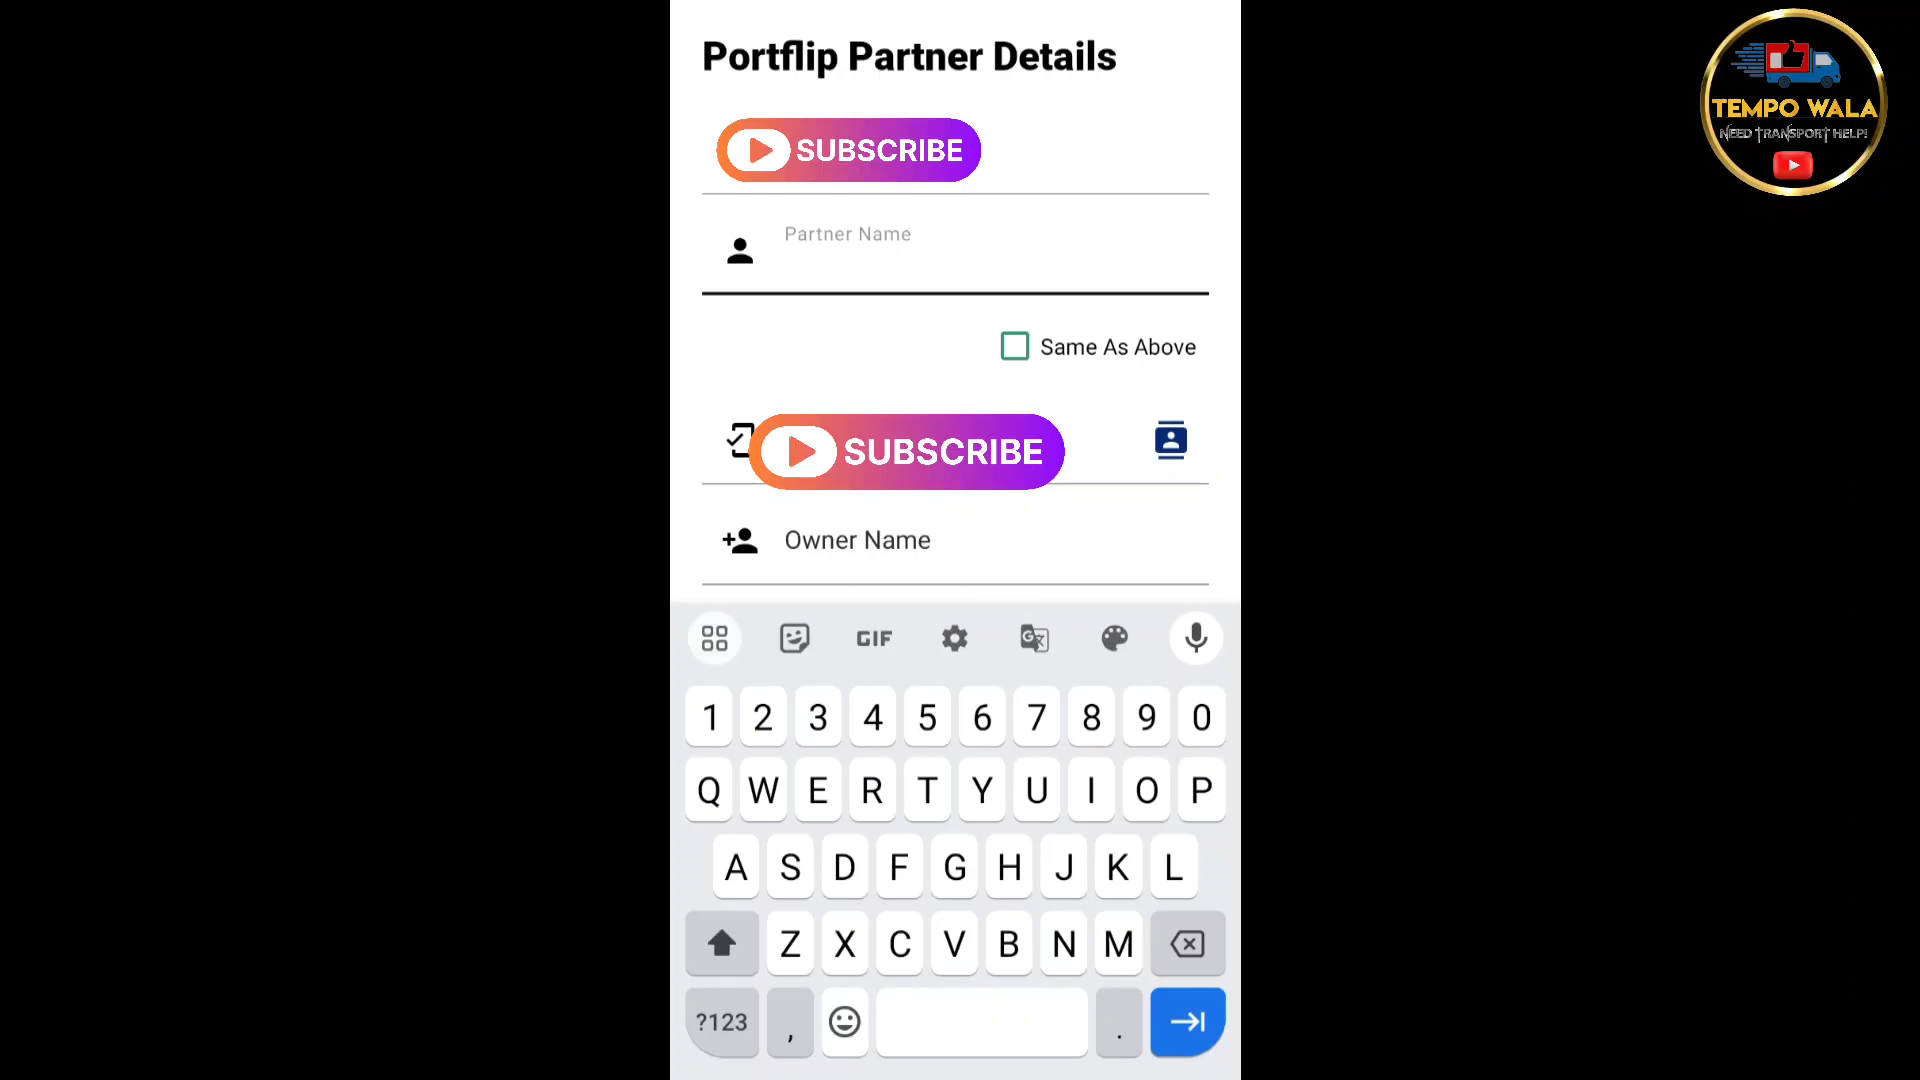 Portflip Partner Details
TEMPO WALA
NEED TRANSPORT HELP!
SUBSCRIBE
Partner Name
Same As Above
SUBSCRIBE
Owner Name
GIF
1 2 3 4 5 6 7 8 9 0
Q W E R T Y U I O P
A S D F G H J K L
Z X C V B N M
?123 , .